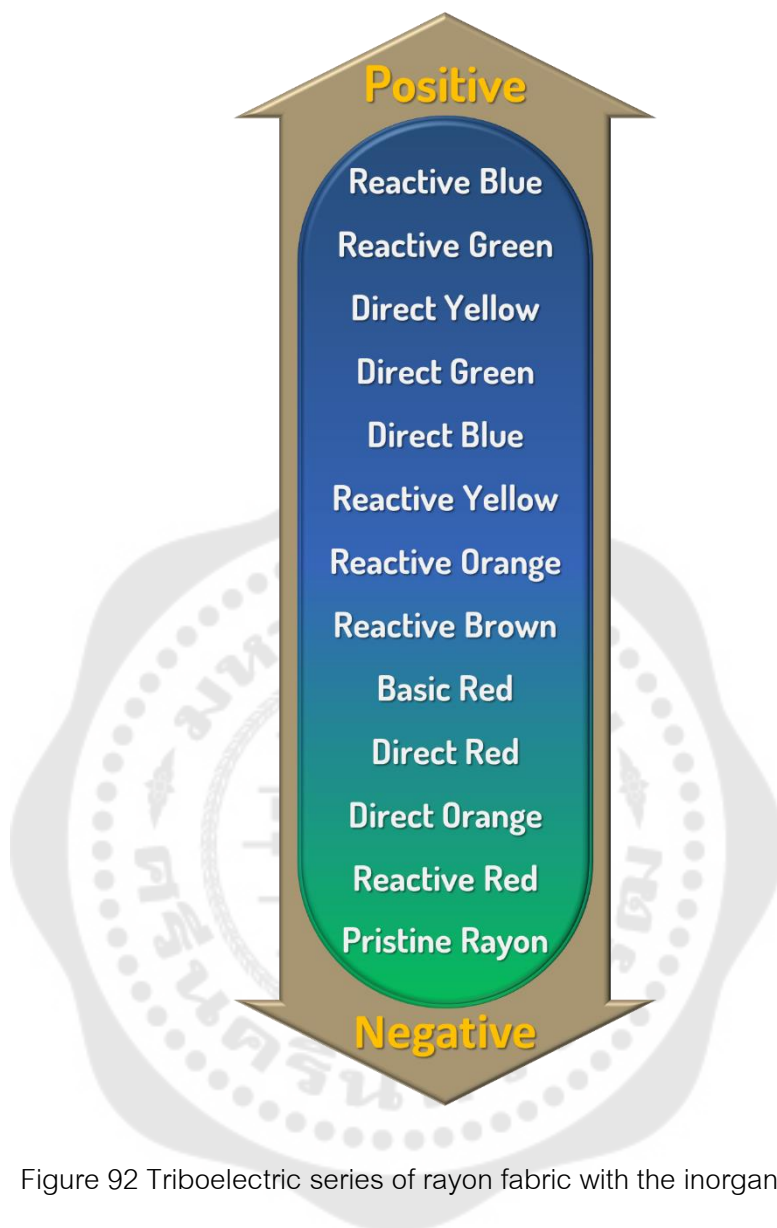 Positive
Reactive Blue
Reactive Green
Direct Yellow
Direct Green
Direct Blue
Reactive Yellow
Reactive Orange
Reactive Brown
Basic Red
Direct Red
Direct Orange
Reactive Red
Pristine Rayon
Negative
Figure 92 Triboelectric series of rayon fabric with the inorgan